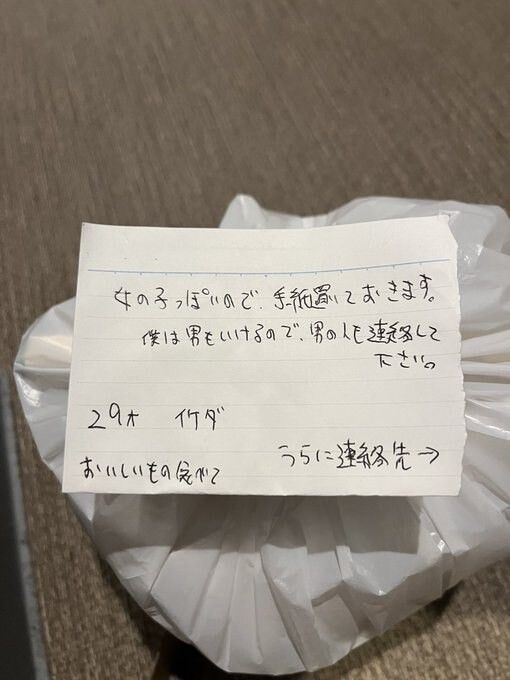 女の子っぽいので、手紙置いておきます。
僕は男もいけるので、男の人も連絡して
下さい。
29才 イケダ
おいしいもの食べて
うらに連絡先→